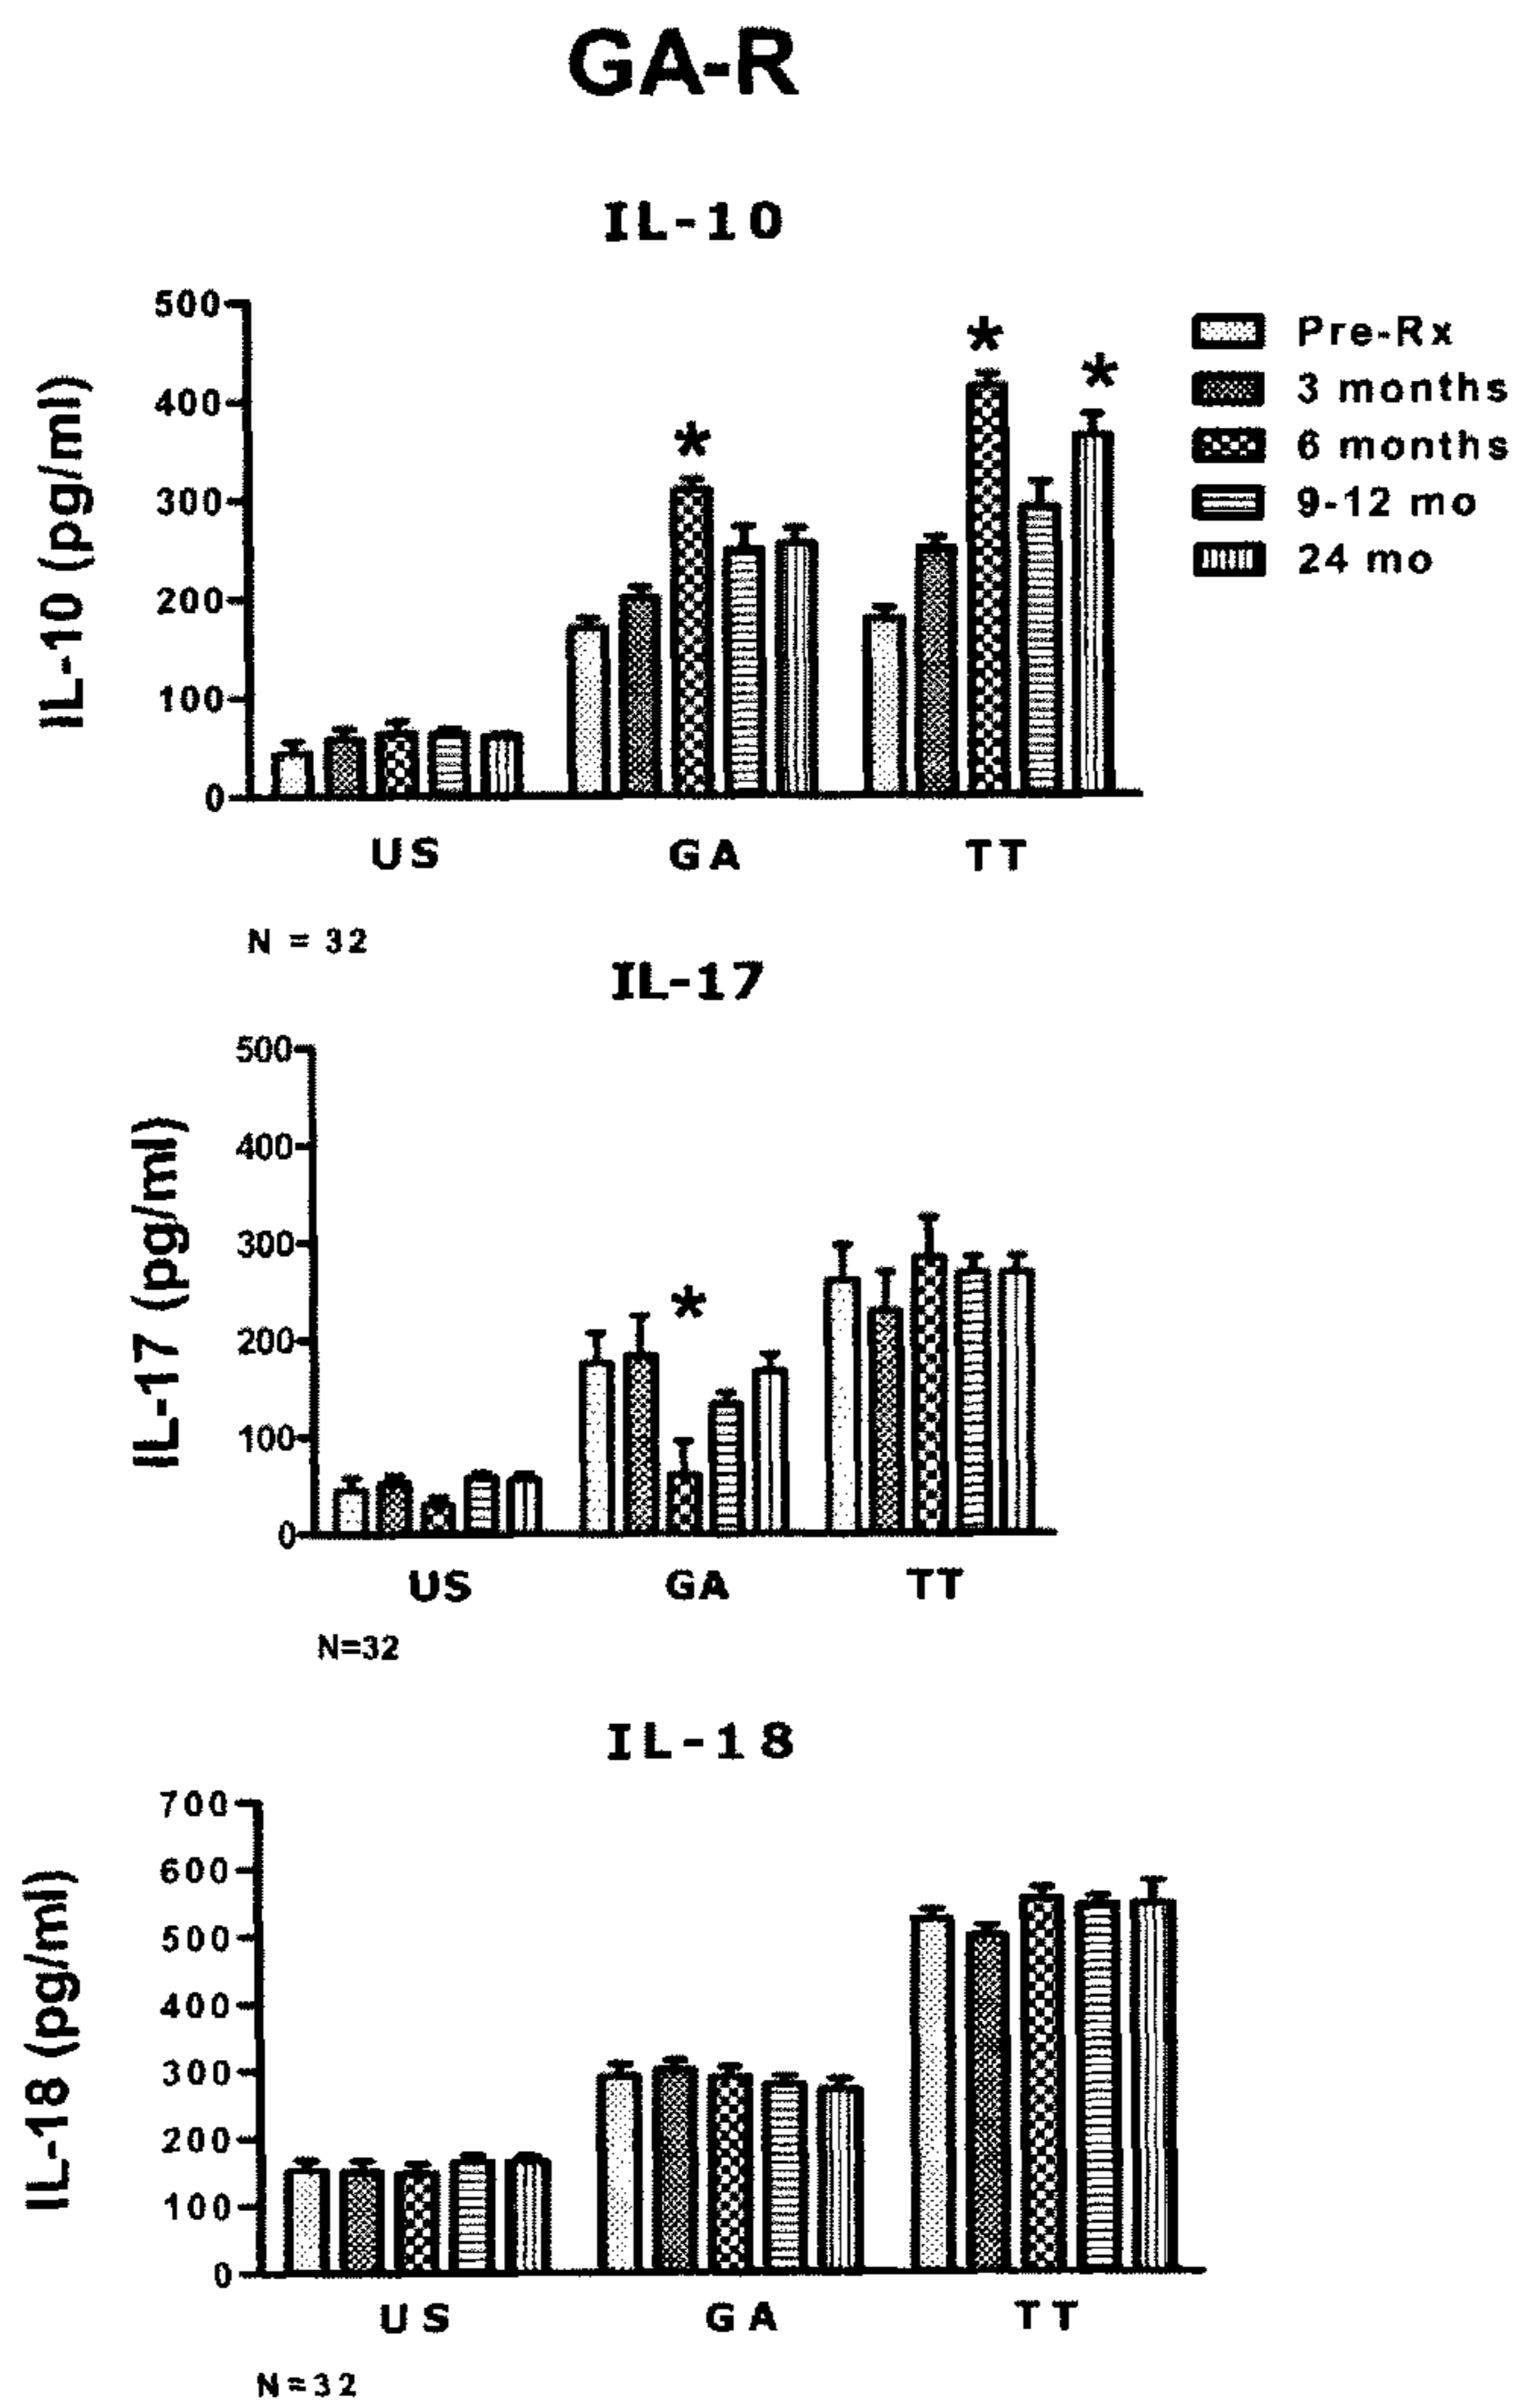 GA-R
IL-10
IL-10 (pg/ml)
500
400
300
200
100
0
*
*
*
Pre-Rx
3 months
6 months
9-12 mo
24 mo
US GA TT
N = 32
IL-17
IL-17 (pg/ml)
500
400
300
200
100
0
*
US GA TT
N=32
IL-18
IL-18 (pg/ml)
700
600
500
400
300
200
100
0
US GA TT
N=32